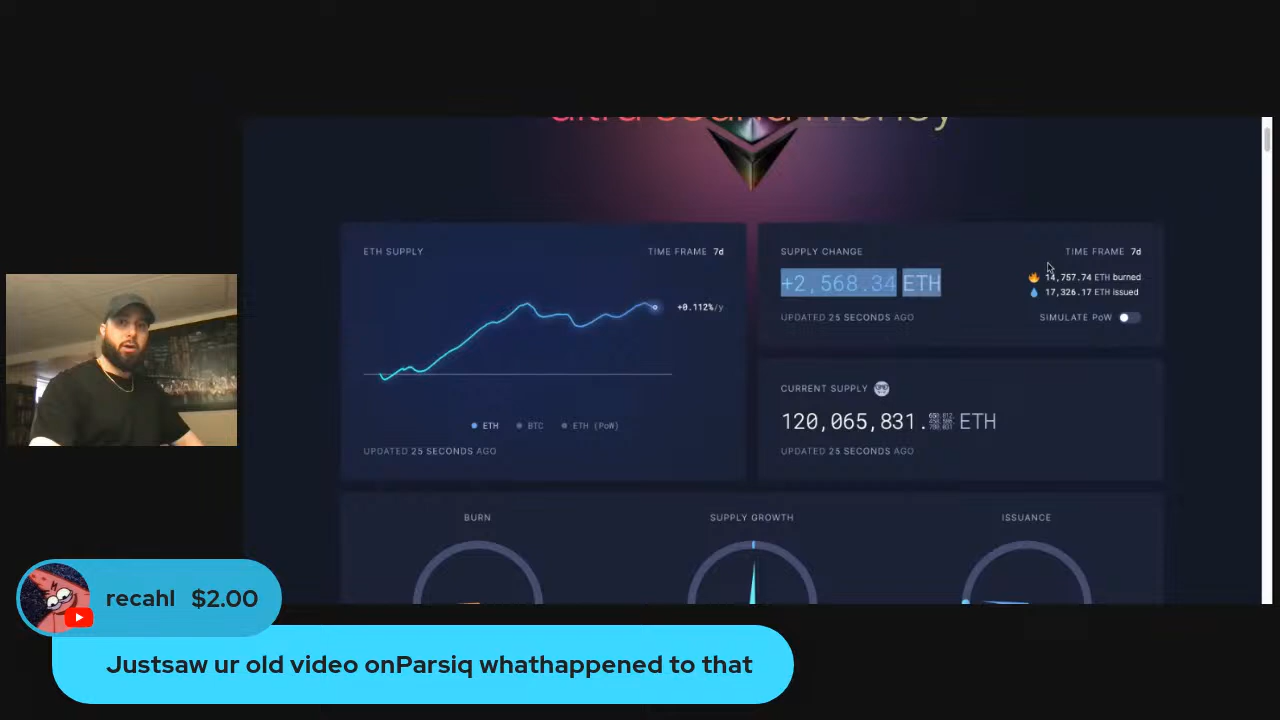 ultra sound money
ETH SUPPLY
TIME FRAME 7d
+0.112%/y
ETH
BTC
ETH (PoW)
UPDATED 25 SECONDS AGO
SUPPLY CHANGE
TIME FRAME 7d
+2,568.34 ETH
14,757.74 ETH burned
17,326.17 ETH issued
UPDATED 25 SECONDS AGO
SIMULATE PoW
CURRENT SUPPLY
120,065,831. ETH
UPDATED 25 SECONDS AGO
BURN
SUPPLY GROWTH
ISSUANCE
recahl $2.00
Justsaw ur old video onParsiq whathappened to that